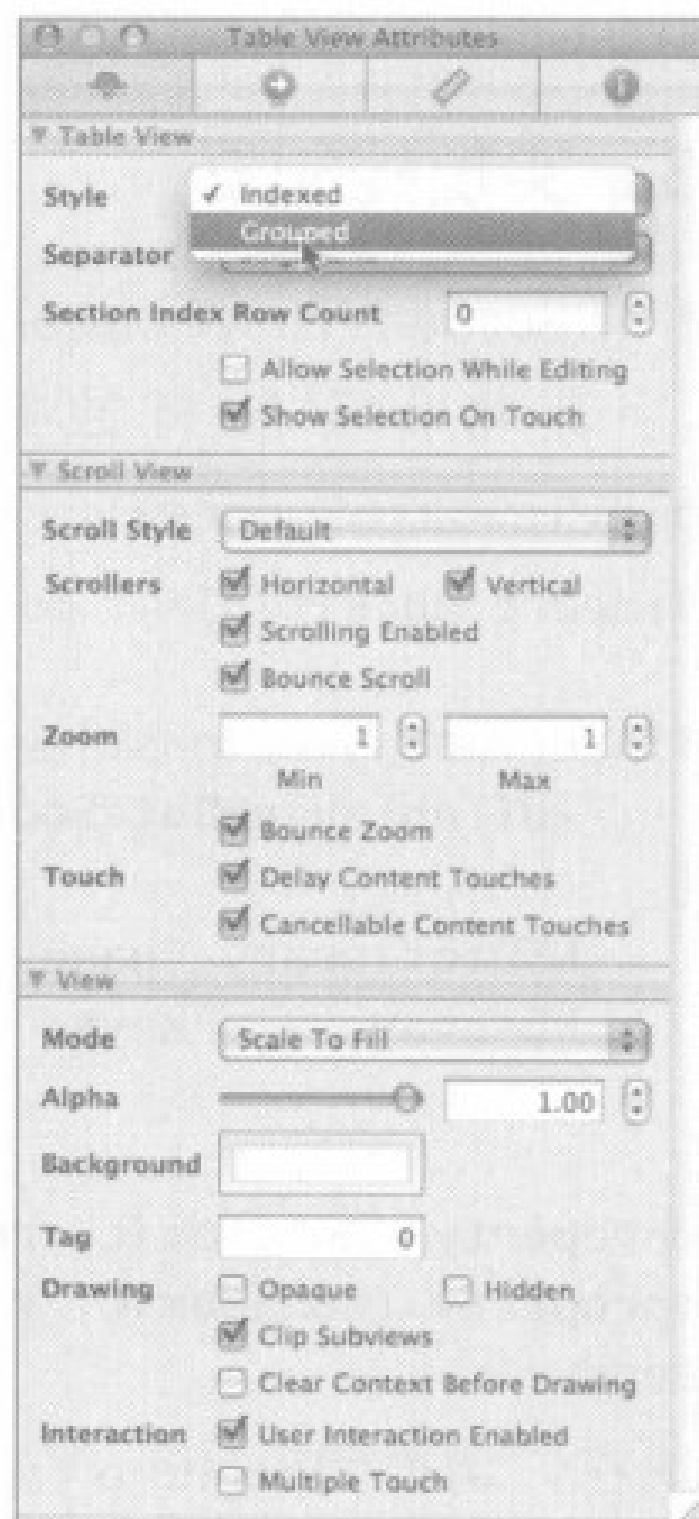 Table View Attributes
Table View
Style ✓ Indexed
Grouped
Separator
Section Index Row Count 0
Allow Selection While Editing
Show Selection On Touch
Scroll View
Scroll Style Default
Scrollers Horizontal Vertical
Scrolling Enabled
Bounce Scroll
Zoom 1 1
Min Max
Bounce Zoom
Touch Delay Content Touches
Cancellable Content Touches
View
Mode Scale To Fill
Alpha 1.00
Background
Tag 0
Drawing Opaque Hidden
Clip Subviews
Clear Context Before Drawing
Interaction User Interaction Enabled
Multiple Touch